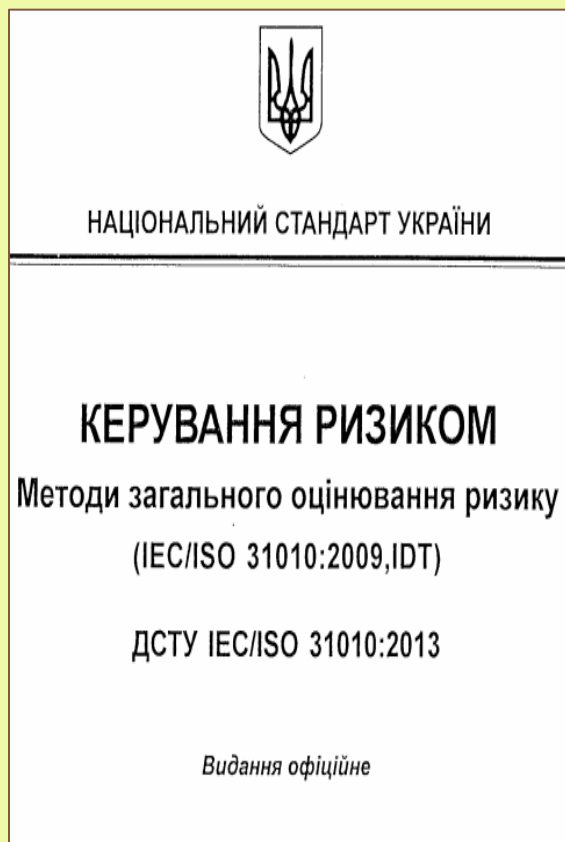 НАЦІОНАЛЬНИЙ СТАНДАРТ УКРАЇНИ
КЕРУВАННЯ РИЗИКОМ
Методи загального оцінювання ризику
(IEC/ISO 31010:2009,IDT)
ДСТУ IEC/ISO 31010:2013
Видання офіційне